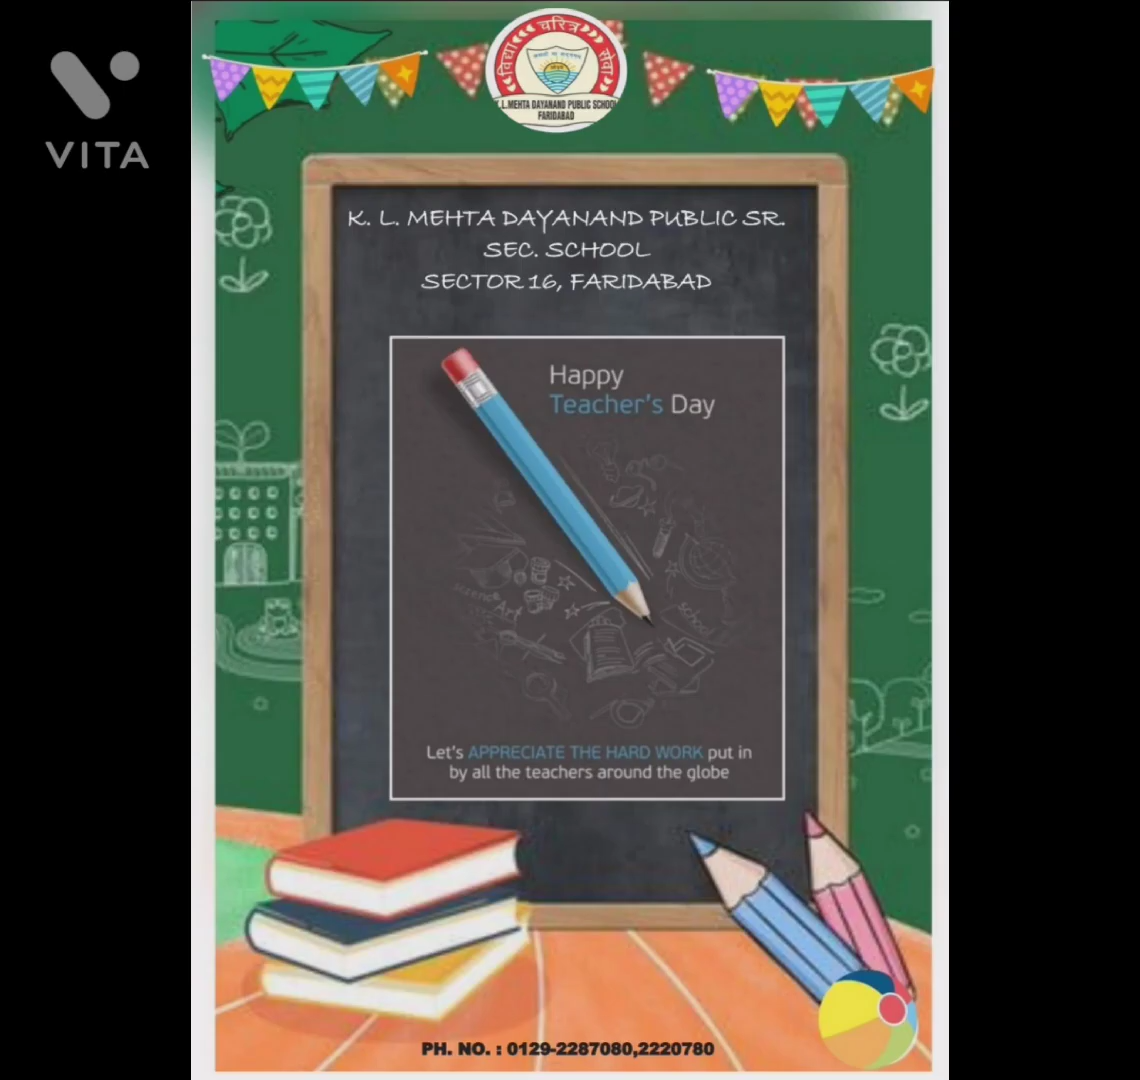 VITA
विद्या चरित्र सेवा
K.L.MEHTA DAYANAND PUBLIC SCHOOL
FARIDABAD
K. L. MEHTA DAYANAND PUBLIC SR.
SEC. SCHOOL
SECTOR 16, FARIDABAD
Happy
Teacher's Day
science
Art
school
Let's APPRECIATE THE HARD WORK put in
by all the teachers around the globe
PH. NO. : 0129-2287080,2220780